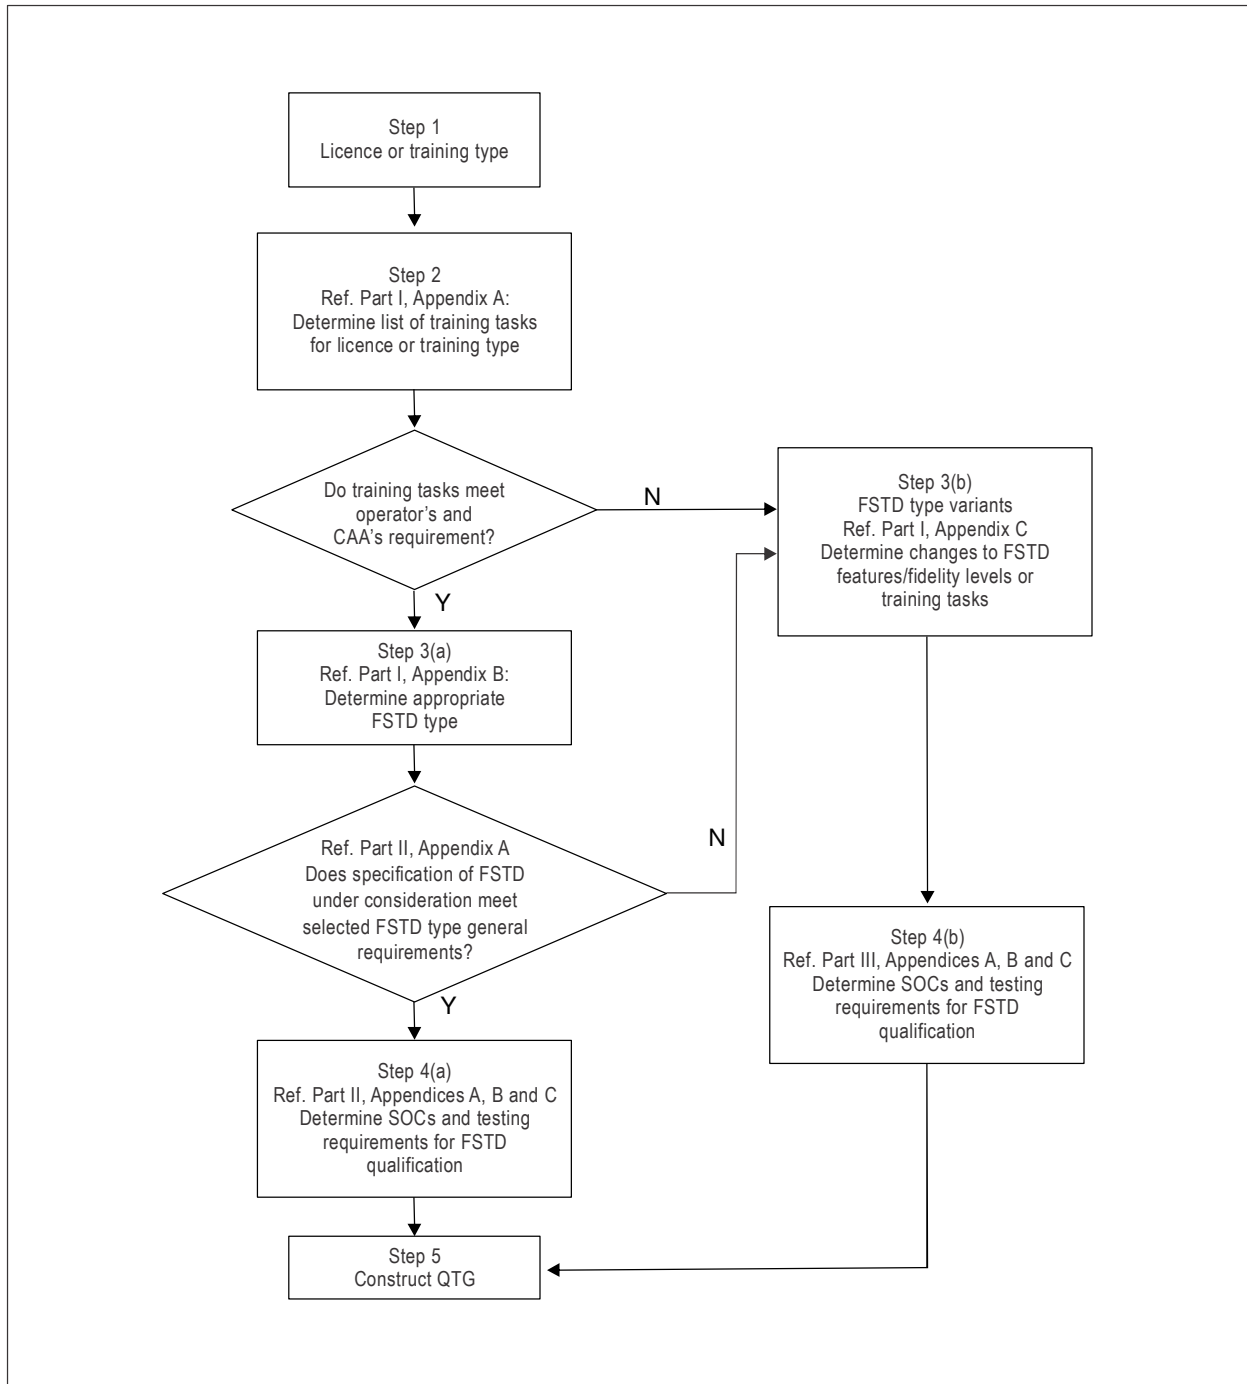 Step 1
Licence or training type
Step 2
Ref. Part I, Appendix A:
Determine list of training tasks
for licence or training type
Do training tasks meet
operator’s and
CAA’s requirement?
N
Y
Step 3(b)
FSTD type variants
Ref. Part I, Appendix C
Determine changes to FSTD
features/fidelity levels or
training tasks
Step 3(a)
Ref. Part I, Appendix B:
Determine appropriate
FSTD type
Ref. Part II, Appendix A
Does specification of FSTD
under consideration meet
selected FSTD type general
requirements?
N
Y
Step 4(b)
Ref. Part III, Appendices A, B and C
Determine SOCs and testing
requirements for FSTD
qualification
Step 4(a)
Ref. Part II, Appendices A, B and C
Determine SOCs and testing
requirements for FSTD
qualification
Step 5
Construct QTG